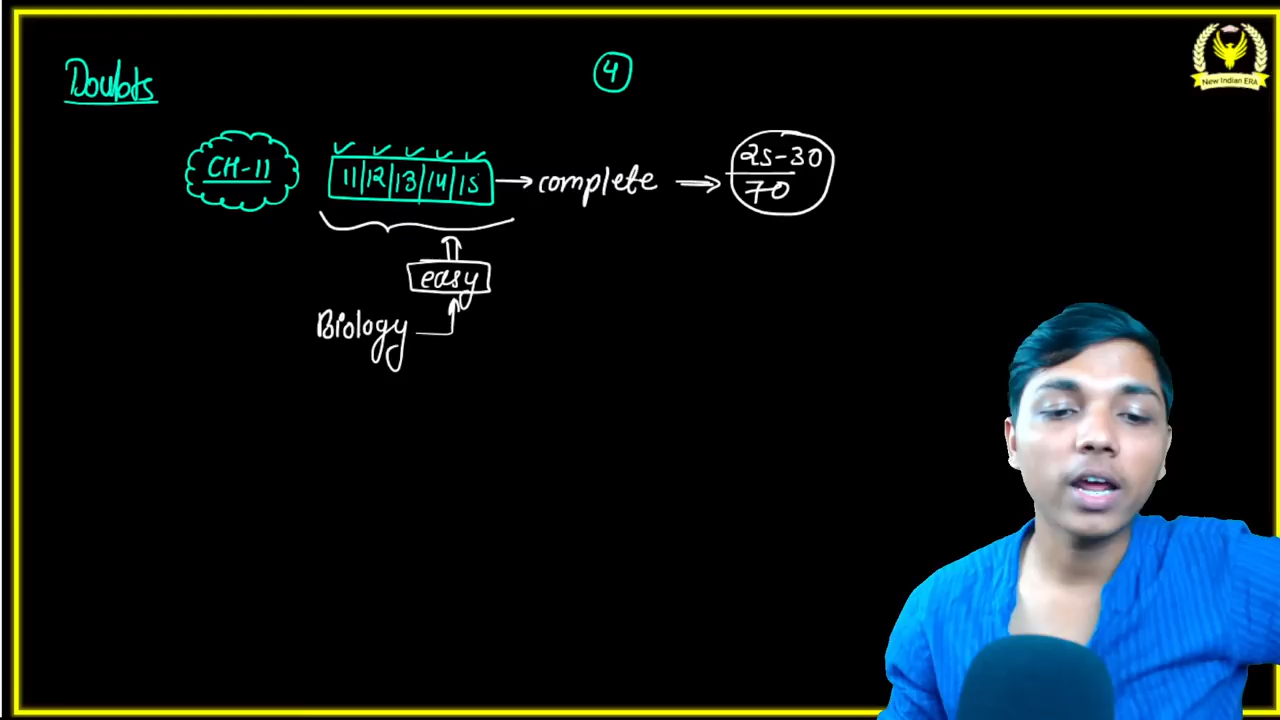 New Indian ERA
Doubts
4
CH-11
11 12 13 14 15
complete
25-30
70
easy
Biology